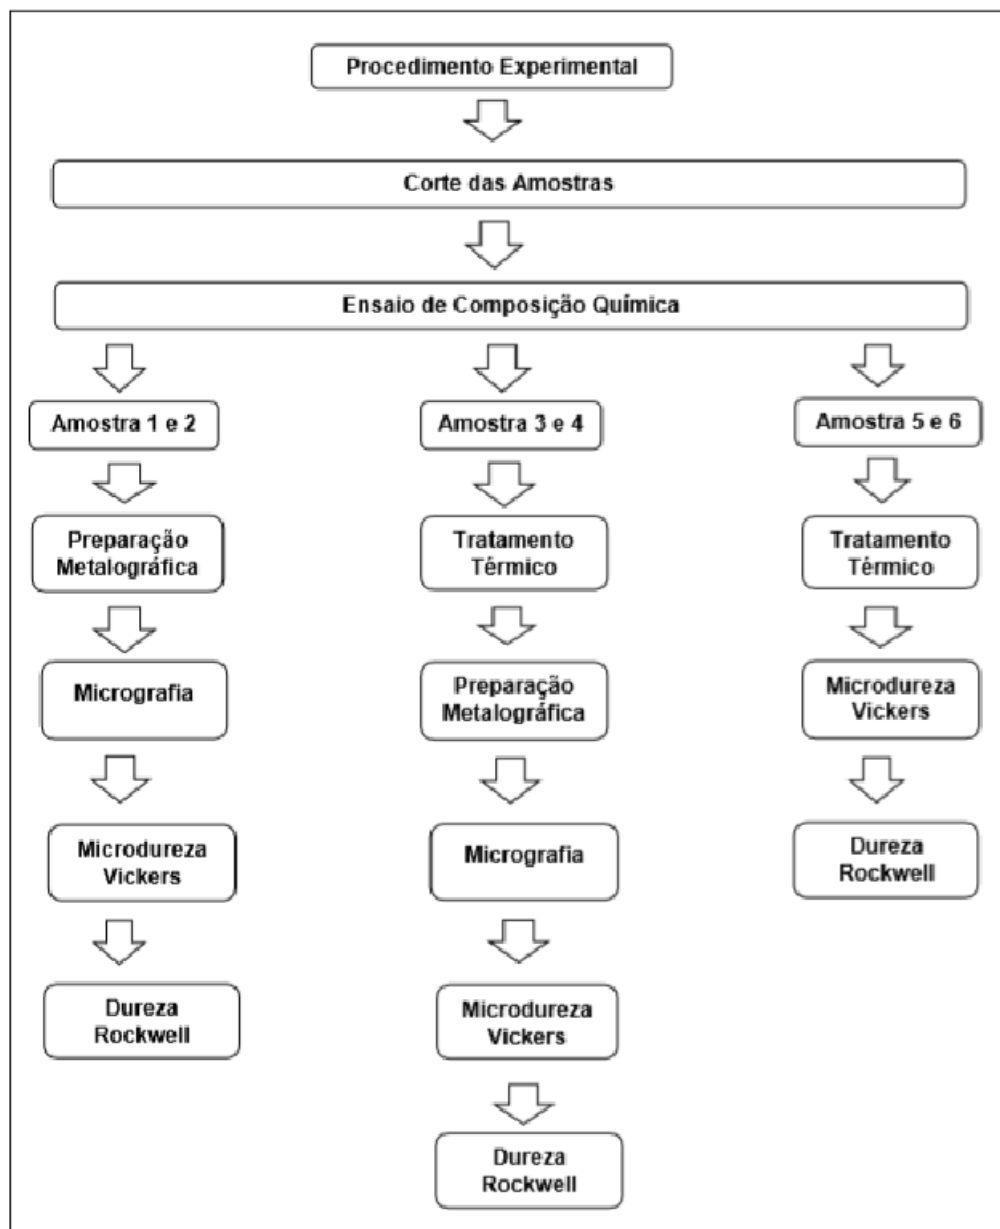 Procedimento Experimental
Corte das Amostras
Ensaio de Composição Química
Amostra 1 e 2
Amostra 3 e 4
Amostra 5 e 6
Preparação
Metalográfica
Tratamento
Térmico
Tratamento
Térmico
Micrografia
Preparação
Metalográfica
Microdureza
Vickers
Microdureza
Vickers
Micrografia
Dureza
Rockwell
Dureza
Rockwell
Microdureza
Vickers
Dureza
Rockwell